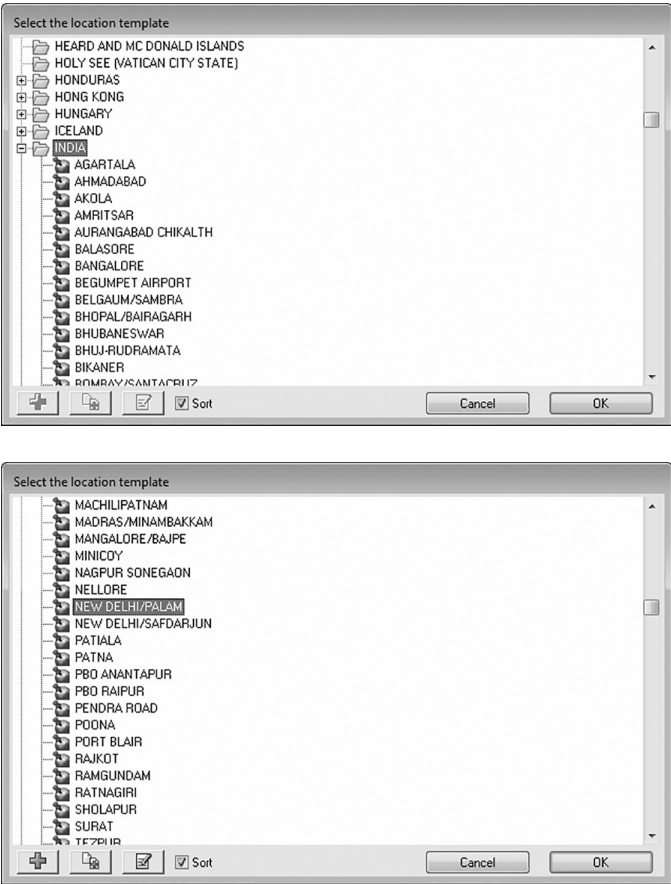 Select the location template
HEARD AND MC DONALD ISLANDS
HOLY SEE (VATICAN CITY STATE)
HONDURAS
HONG KONG
HUNGARY
ICELAND
INDIA
AGARTALA
AHMADABAD
AKOLA
AMRITSAR
AURANGABAD CHIKALTH
BALASORE
BANGALORE
BEGUMPET AIRPORT
BELGAUM/SAMBRA
BHOPAL/BAIRAGARH
BHUBANESWAR
BHUJ-RUDRAMATA
BIKANER
BOMBAY/SANTACRUZ
Sort
Cancel
OK
Select the location template
MACHILIPATNAM
MADRAS/MINAMBAKKAM
MANGALORE/BAJPE
MINICOY
NAGPUR SONEGAON
NELLORE
NEW DELHI/PALAM
NEW DELHI/SAFDARJUN
PATIALA
PATNA
PBO ANANTAPUR
PBO RAIPUR
PENDRA ROAD
POONA
PORT BLAIR
RAJKOT
RAMGUNDAM
RATNAGIRI
SHOLAPUR
SURAT
TEZPUR
Sort
Cancel
OK